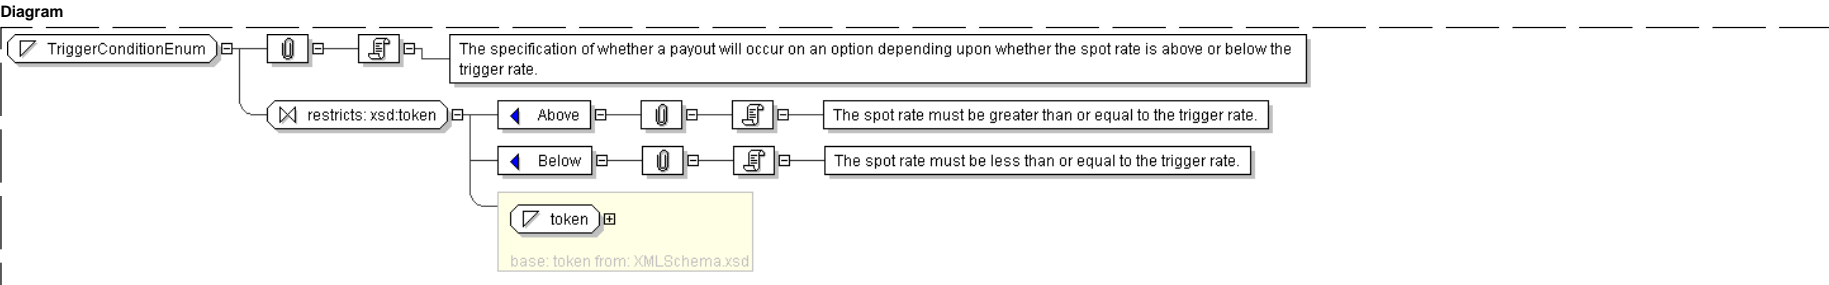 Diagram
TriggerConditionEnum
The specification of whether a payout will occur on an option depending upon whether the spot rate is above or below the
trigger rate.
restricts: xsd:token
Above
The spot rate must be greater than or equal to the trigger rate.
Below
The spot rate must be less than or equal to the trigger rate.
token
base: token from: XMLSchema.xsd